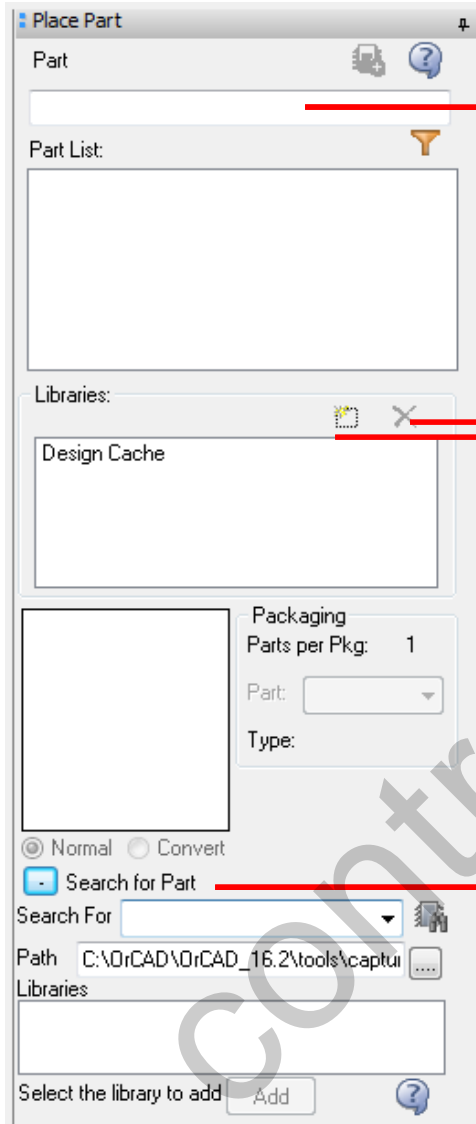 Place Part
Part
Part List:
Libraries:
Design Cache
Packaging
Parts per Pkg: 1
Part:
Type:
Normal Convert
- Search for Part
Search For
Path C:\OrCAD\OrCAD_16.2\tools\captur ....
Libraries
Select the library to add Add
contr